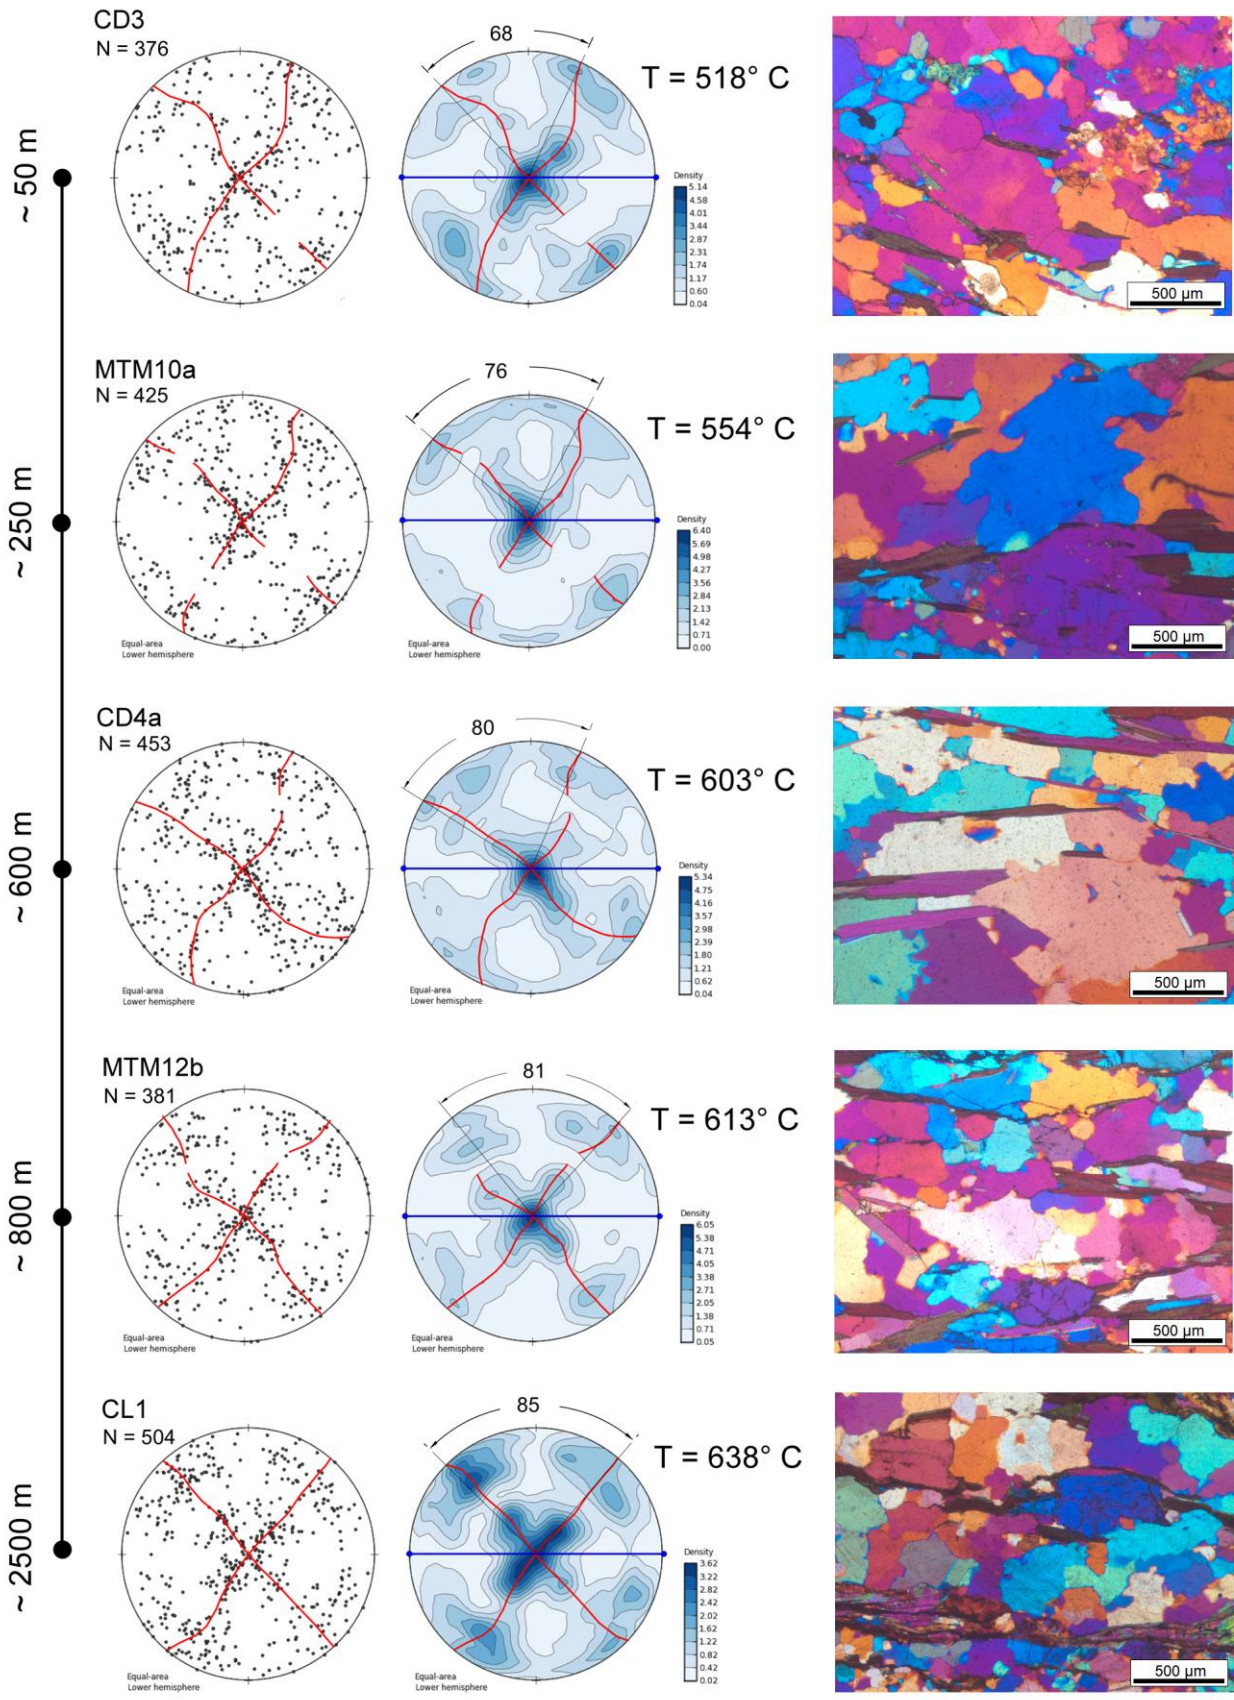 CD3
N = 376
68
T = 518° C
~ 50 m
Density
5.14
4.58
4.01
3.44
2.87
2.31
1.74
1.17
0.60
0.04
500 µm
MTM10a
N = 425
76
T = 554° C
~ 250 m
Density
6.40
5.69
4.98
4.27
3.56
2.84
2.13
1.42
0.71
0.00
Equal-area
Lower hemisphere
Equal-area
Lower hemisphere
500 µm
CD4a
N = 453
80
T = 603° C
~ 600 m
Density
5.34
4.75
4.16
3.57
2.98
2.39
1.80
1.21
0.62
0.04
Equal-area
Lower hemisphere
Equal-area
Lower hemisphere
500 µm
MTM12b
N = 381
81
T = 613° C
~ 800 m
Density
6.05
5.38
4.71
4.05
3.38
2.71
2.05
1.38
0.71
0.05
Equal-area
Lower hemisphere
Equal-area
Lower hemisphere
500 µm
CL1
N = 504
85
T = 638° C
~ 2500 m
Density
3.62
3.22
2.82
2.42
2.02
1.62
1.22
0.82
0.42
0.02
Equal-area
Lower hemisphere
Equal-area
Lower hemisphere
500 µm